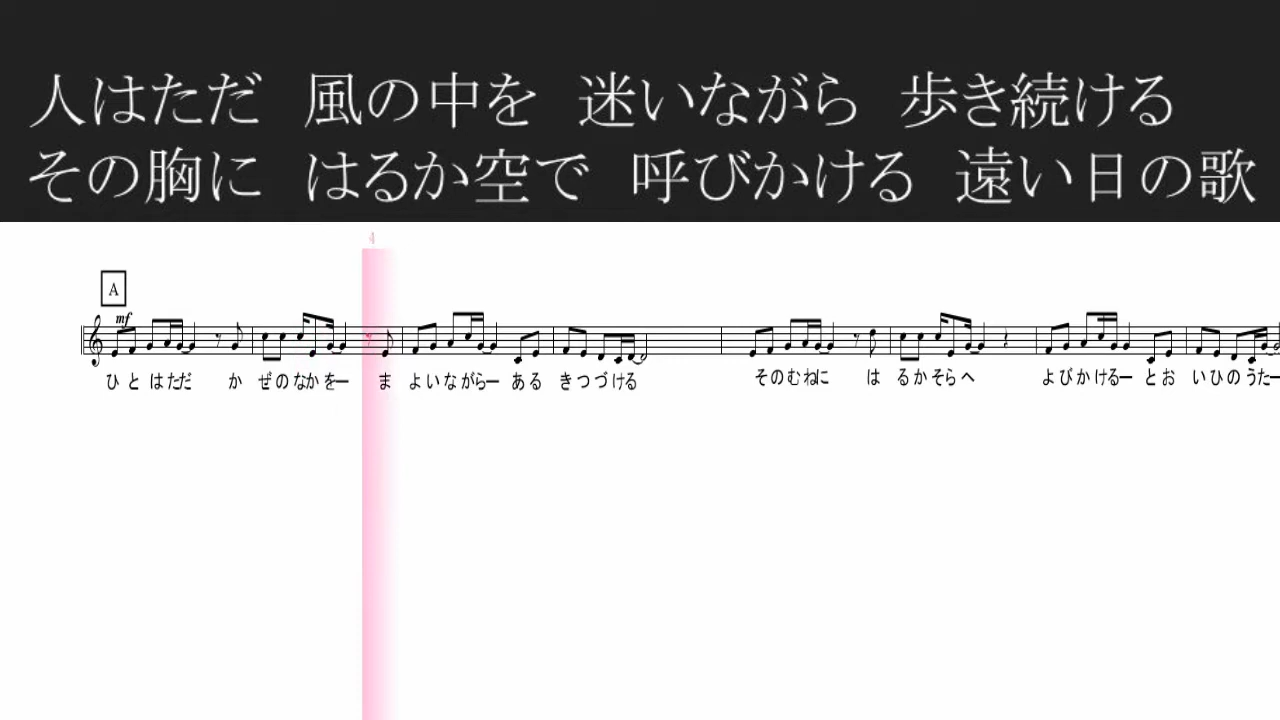 人はただ 風の中を 迷いながら 歩き続ける
その胸に はるか空で 呼びかける 遠い日の歌
A
mf
ひ と は ただ か ぜ の なか を ー ま よ い な がら ー ある きつ づ ける そ の む ねに は るか そら へ よ び か ける ー と お い ひ の うた ー